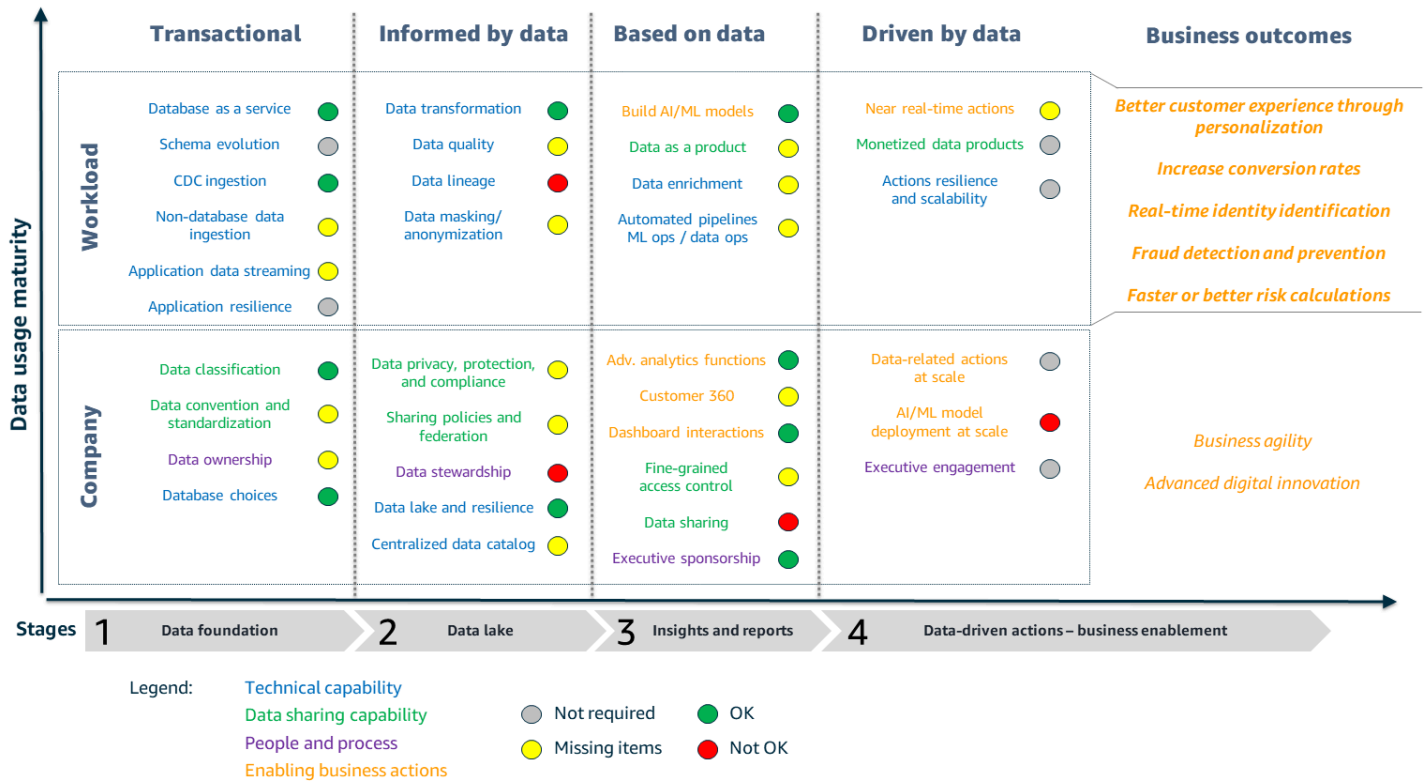 Transactional
Informed by data
Based on data
Driven by data
Business outcomes
Data usage maturity
Workload
Database as a service
Schema evolution
CDC ingestion
Non-database data
ingestion
Application data streaming
Application resilience
Data transformation
Data quality
Data lineage
Data masking/
anonymization
Build AI/ML models
Data as a product
Data enrichment
Automated pipelines
ML ops / data ops
Near real-time actions
Monetized data products
Actions resilience
and scalability
Better customer experience through
personalization
Increase conversion rates
Real-time identity identification
Fraud detection and prevention
Faster or better risk calculations
Company
Data classification
Data convention and
standardization
Data ownership
Database choices
Data privacy, protection,
and compliance
Sharing policies and
federation
Data stewardship
Data lake and resilience
Centralized data catalog
Adv. analytics functions
Customer 360
Dashboard interactions
Fine-grained
access control
Data sharing
Executive sponsorship
Data-related actions
at scale
AI/ML model
deployment at scale
Executive engagement
Business agility
Advanced digital innovation
Stages
1 Data foundation
2 Data lake
3 Insights and reports
4 Data-driven actions – business enablement
Legend:
Technical capability
Data sharing capability
People and process
Enabling business actions
Not required
OK
Missing items
Not OK